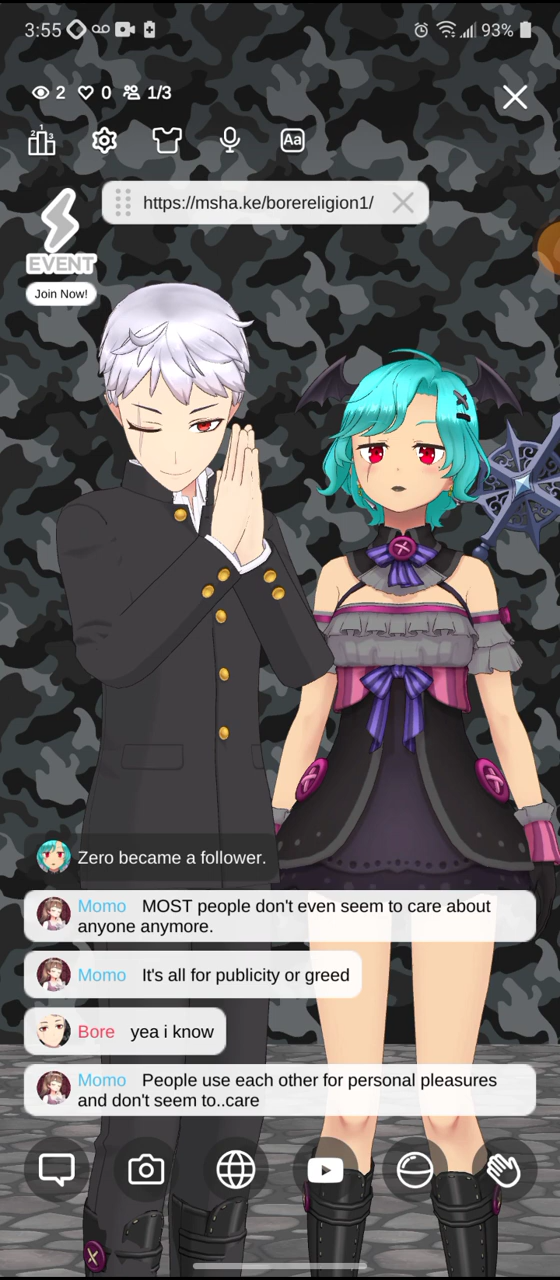 3:55 93%
2 0 1/3
Aa
https://msha.ke/borereligion1/
EVENT
Join Now!
Zero became a follower.
Momo MOST people don't even seem to care about
anyone anymore.
Momo It's all for publicity or greed
Bore yea i know
Momo People use each other for personal pleasures
and don't seem to..care